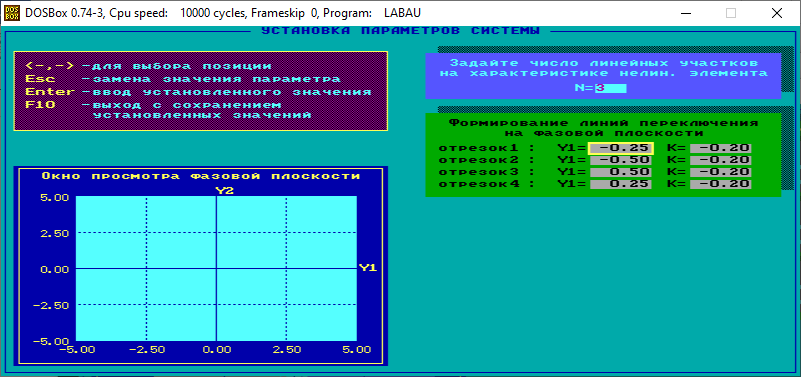 DOSBox 0.74-3, Cpu speed: 10000 cycles, Frameskip 0, Program: LABAU
УСТАНОВКА ПАРАМЕТРОВ СИСТЕМЫ
<-,-> -для выбора позиции
Esc -замена значения параметра
Enter -ввод установленного значения
F10 -выход с сохранением
установленных значений
Задайте число линейных участков
на характеристике нелин. элемента
N=3
Формирование линий переключения
на фазовой плоскости
отрезок1 : Y1= -0.25 K= -0.20
отрезок2 : Y1= -0.50 K= -0.20
отрезок3 : Y1= 0.50 K= -0.20
отрезок4 : Y1= 0.25 K= -0.20
Окно просмотра фазовой плоскости
Y2
5.00
2.50
0.00
Y1
-2.50
-5.00
-5.00 -2.50 0.00 2.50 5.00